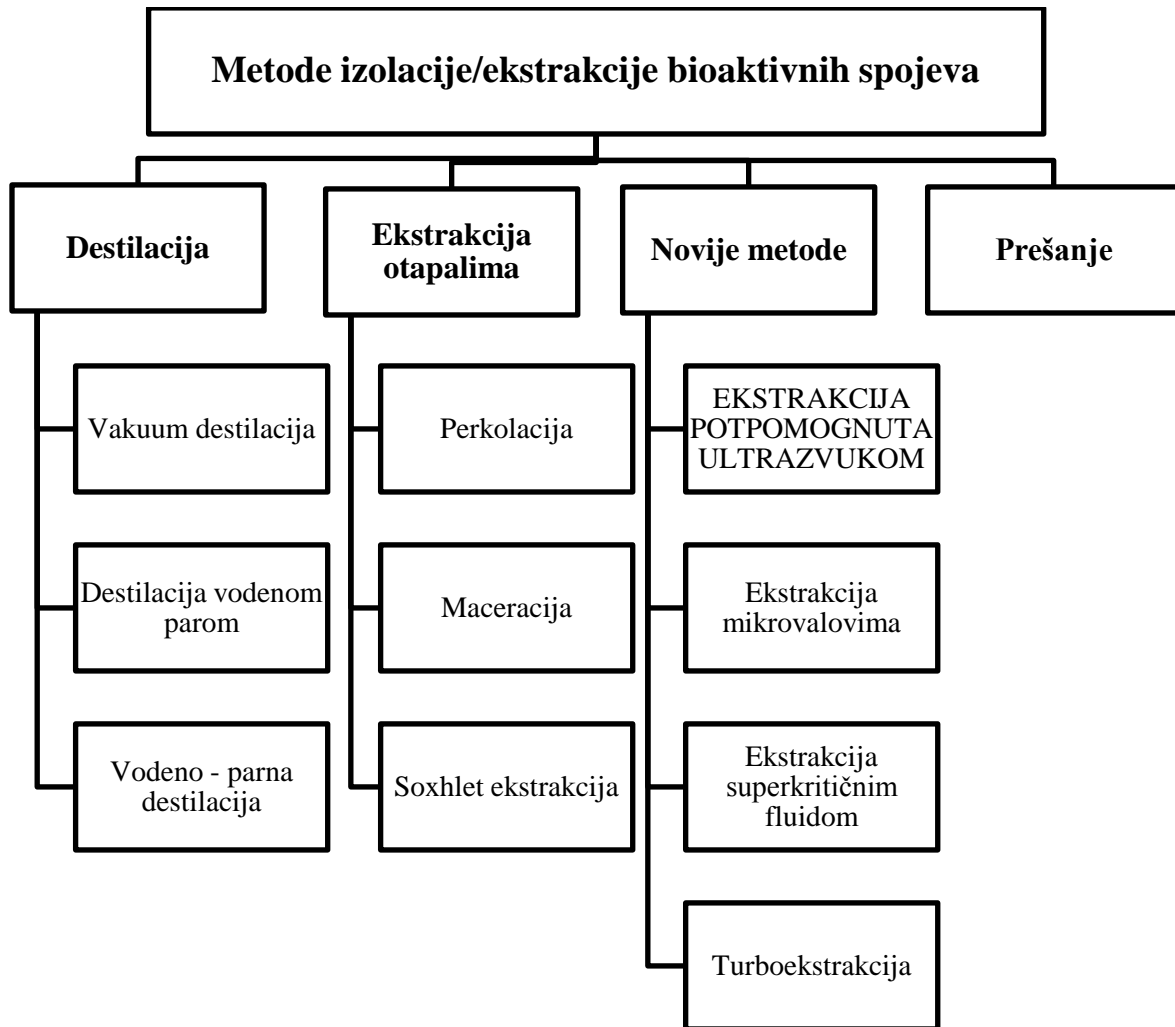 Metode izolacije/ekstrakcije bioaktivnih spojeva
Destilacija
Ekstrakcija
otapalima
Novije metode
Prešanje
Vakuum destilacija
Destilacija vodenom
parom
Vodeno - parna
destilacija
Perkolacija
Maceracija
Soxhlet ekstrakcija
EKSTRAKCIJA
POTPOMOGNUTA
ULTRAZVUKOM
Ekstrakcija
mikrovalovima
Ekstrakcija
superkritičnim
fluidom
Turboekstrakcija